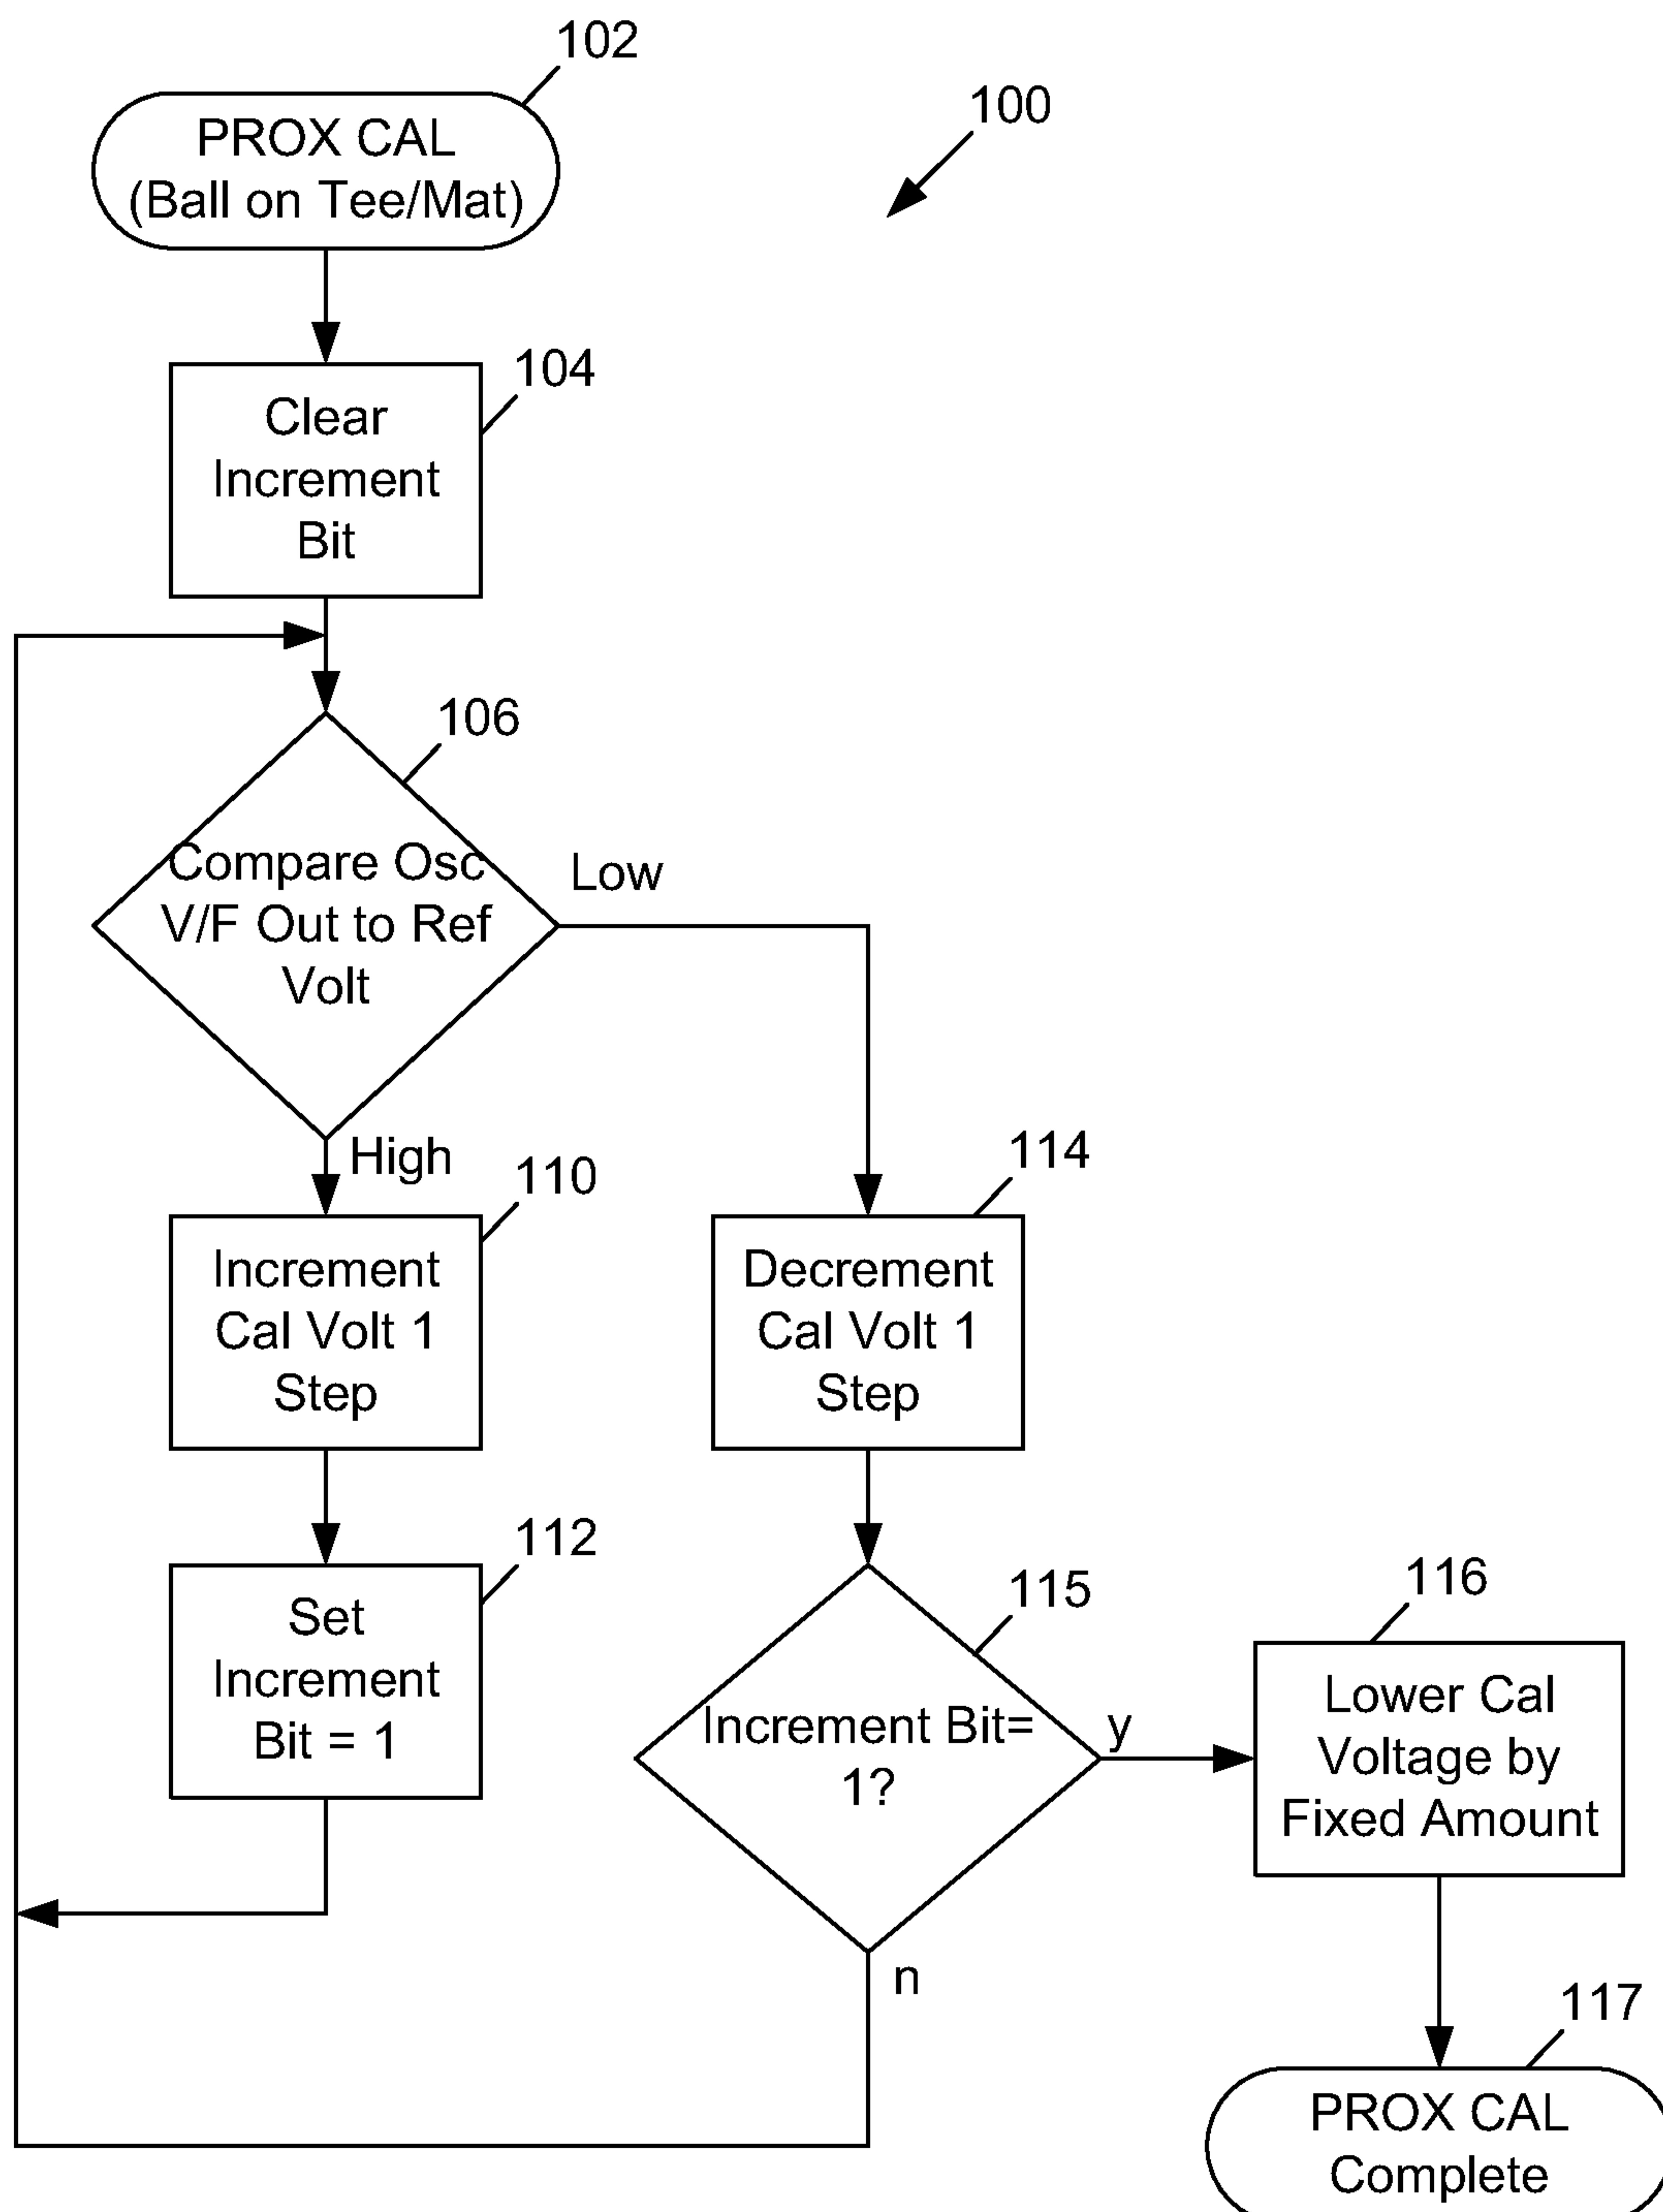 102
PROX CAL
(Ball on Tee/Mat)
100
104
Clear
Increment
Bit
106
Compare Osc
V/F Out to Ref
Volt
Low
High
110
Increment
Cal Volt 1
Step
114
Decrement
Cal Volt 1
Step
112
Set
Increment
Bit = 1
115
Increment Bit=
1?
y
n
116
Lower Cal
Voltage by
Fixed Amount
117
PROX CAL
Complete